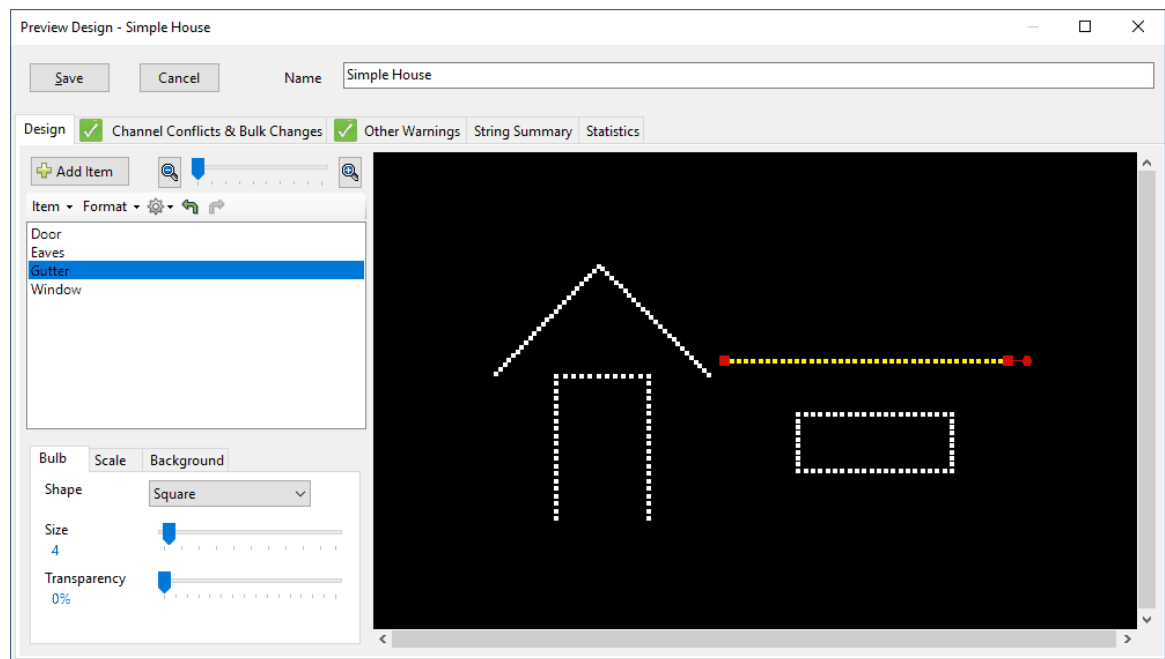 Preview Design - Simple House
Save Cancel Name Simple House
Design Channel Conflicts & Bulk Changes Other Warnings String Summary Statistics
Add Item
Item Format
Door
Eaves
Gutter
Window
Bulb Scale Background
Shape Square
Size
4
Transparency
0%